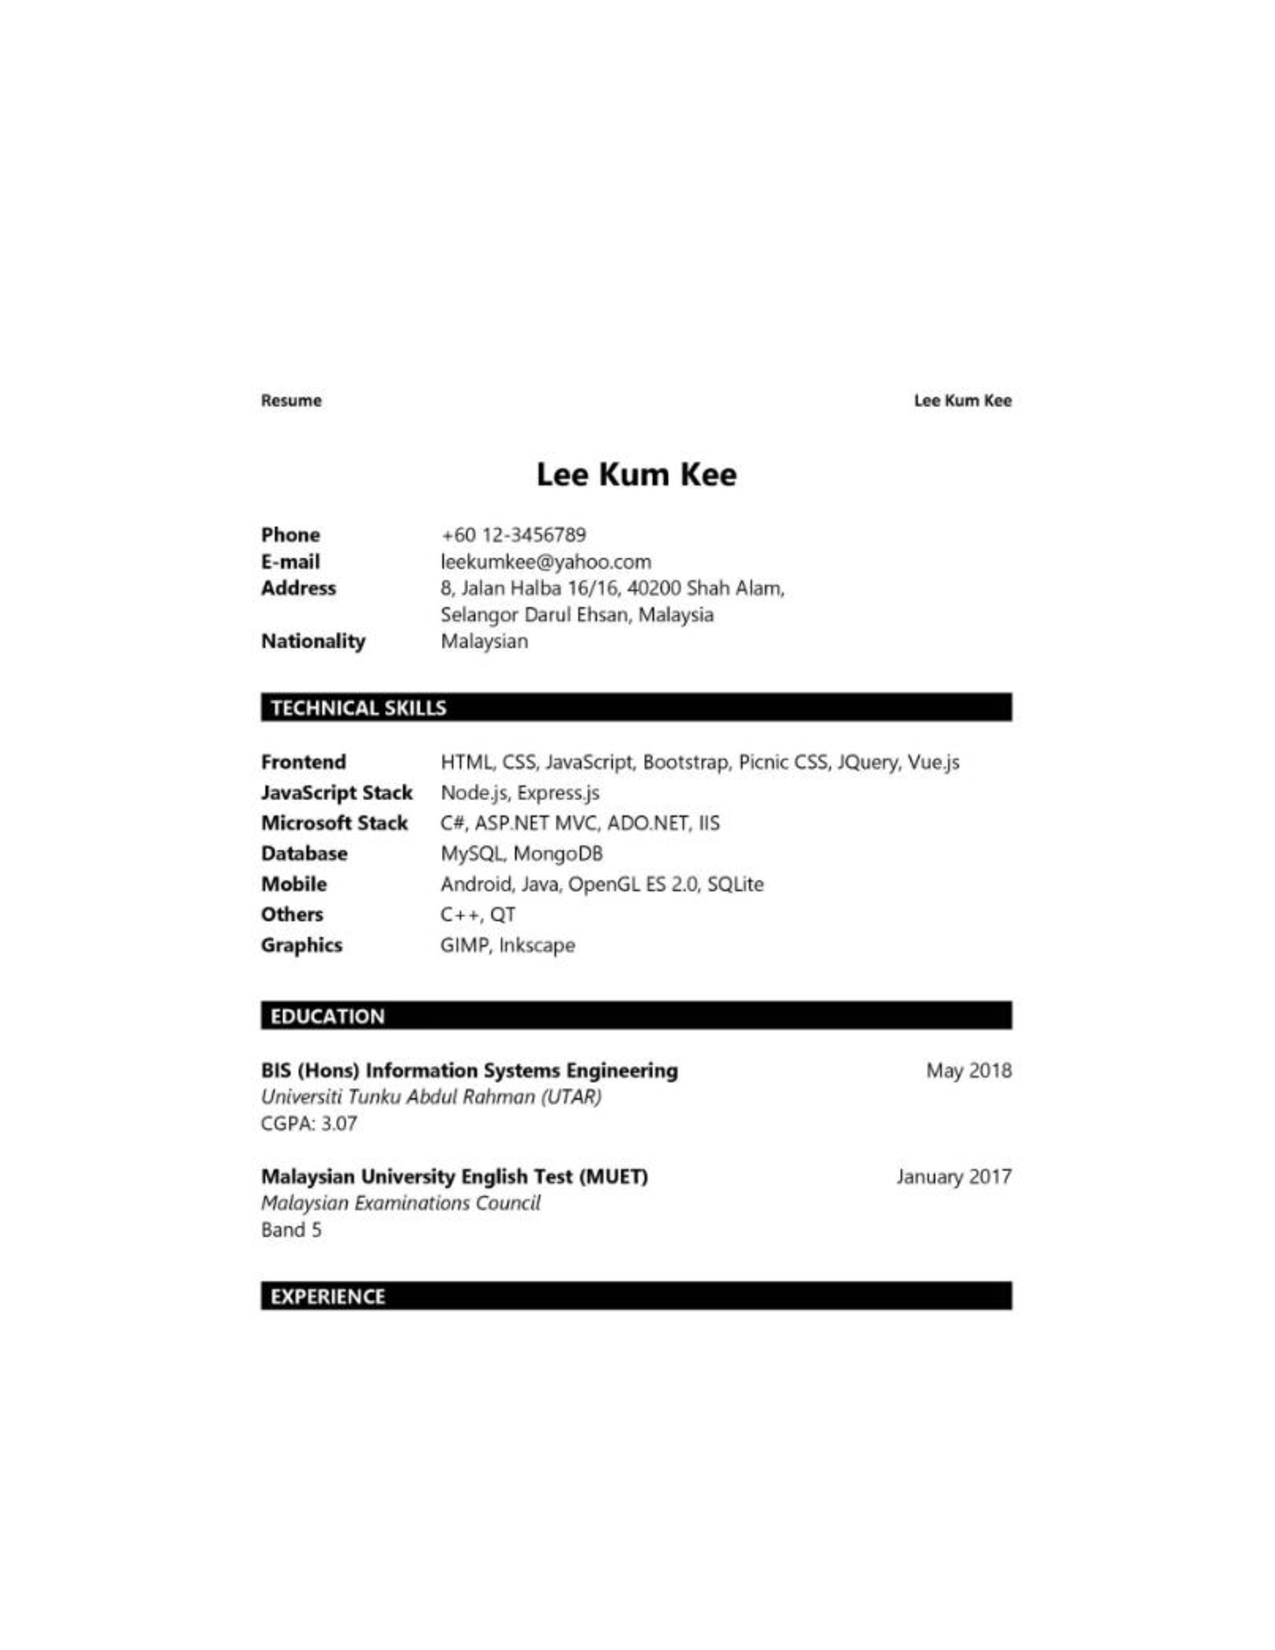 Resume Lee Kum Kee
Lee Kum Kee
Phone +60 12-3456789
E-mail leekumkee@yahoo.com
Address 8, Jalan Halba 16/16, 40200 Shah Alam,
Selangor Darul Ehsan, Malaysia
Nationality Malaysian
TECHNICAL SKILLS
Frontend HTML, CSS, JavaScript, Bootstrap, Picnic CSS, JQuery, Vue.js
JavaScript Stack Node.js, Express.js
Microsoft Stack C#, ASP.NET MVC, ADO.NET, IIS
Database MySQL, MongoDB
Mobile Android, Java, OpenGL ES 2.0, SQLite
Others C++, QT
Graphics GIMP, Inkscape
EDUCATION
BIS (Hons) Information Systems Engineering May 2018
Universiti Tunku Abdul Rahman (UTAR)
CGPA: 3.07
Malaysian University English Test (MUET) January 2017
Malaysian Examinations Council
Band 5
EXPERIENCE